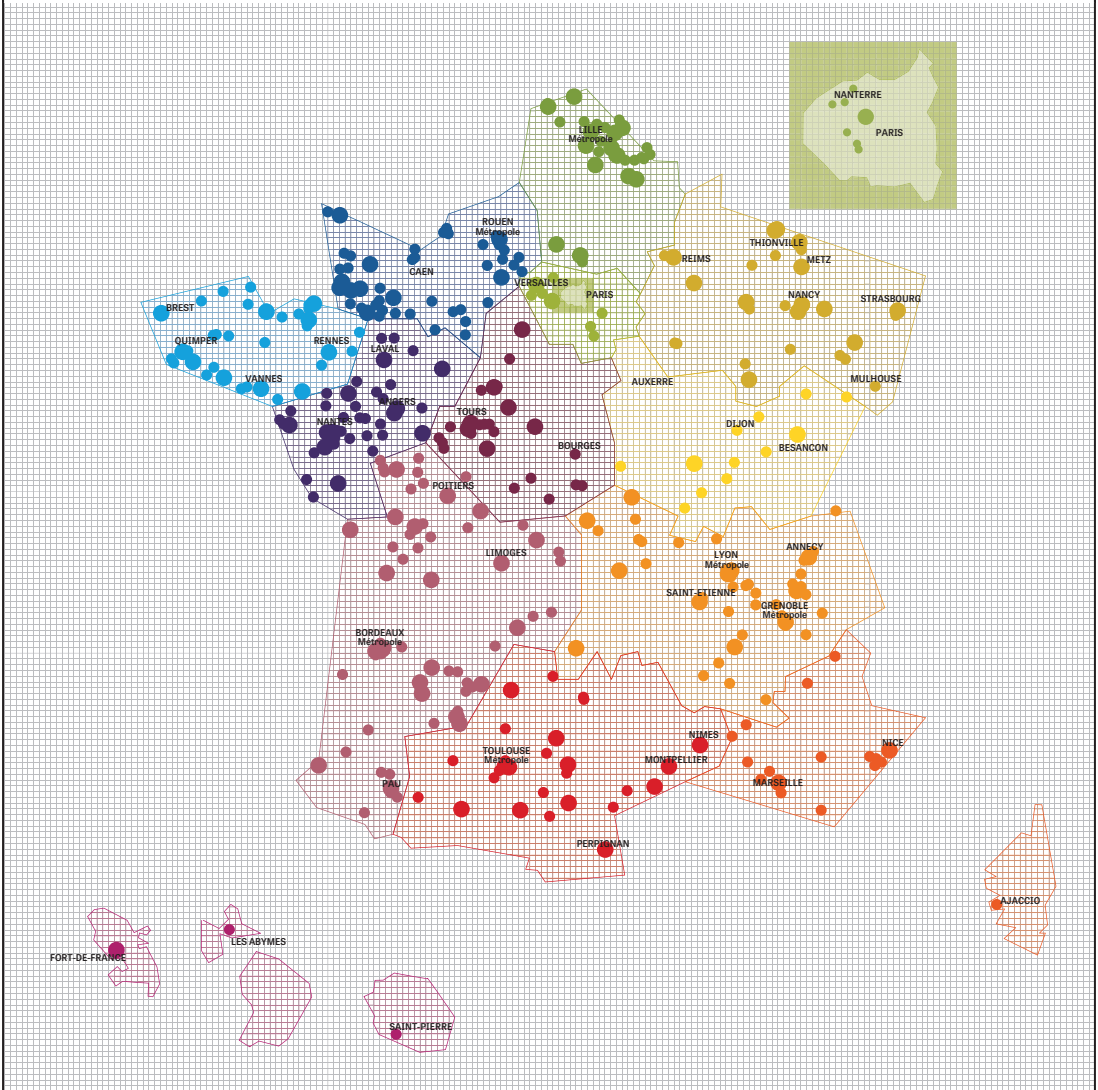 NANTERRE
PARIS
LILLE
Métropole
ROUEN
Métropole
THIONVILLE
METZ
REIMS
CAEN
VERSAILLES
PARIS
NANCY
STRASBOURG
BREST
QUIMPER
RENNES
LAVAL
VANNES
AUXERRE
MULHOUSE
ANGERS
TOURS
NANTES
DIJON
BOURGES
BESANCON
POITIERS
LIMOGES
LYON
Métropole
ANNECY
SAINT-ETIENNE
GRENOBLE
Métropole
BORDEAUX
Métropole
NIMES
NICE
TOULOUSE
Métropole
MONTPELLIER
PAU
MARSEILLE
PERPIGNAN
AJACCIO
LES ABYMES
FORT-DE-FRANCE
SAINT-PIERRE